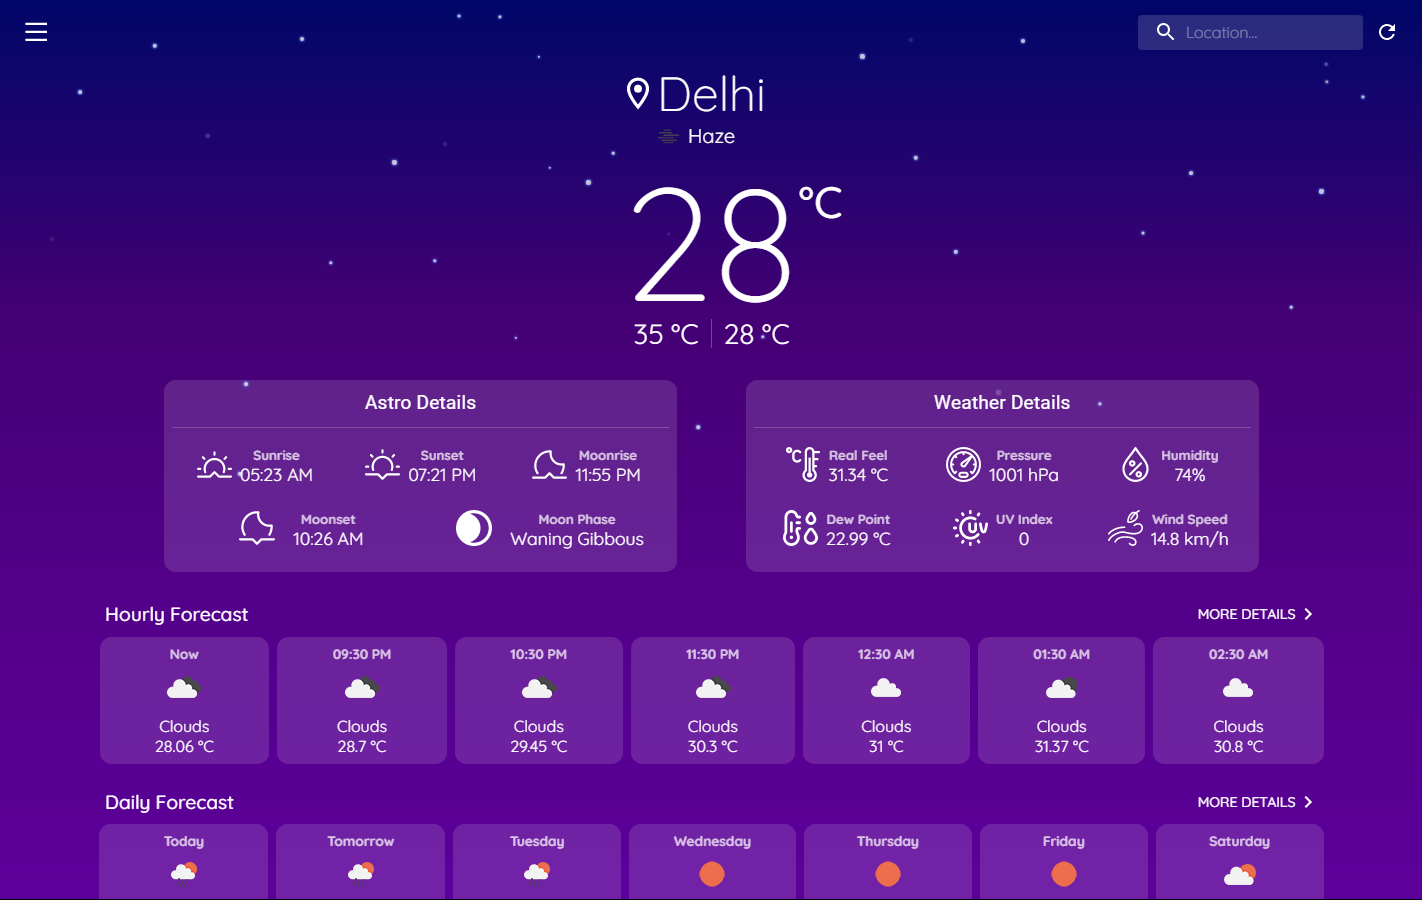 Location...
Delhi
Haze
28 °C
35 °C 28 °C
Astro Details
Sunrise
05:23 AM
Sunset
07:21 PM
Moonrise
11:55 PM
Moonset
10:26 AM
Moon Phase
Waning Gibbous
Weather Details
°C
Real Feel
31.34 °C
Pressure
1001 hPa
Humidity
74%
Dew Point
22.99 °C
UV
UV Index
0
Wind Speed
14.8 km/h
Hourly Forecast
MORE DETAILS
Now
Clouds
28.06 °C
09:30 PM
Clouds
28.7 °C
10:30 PM
Clouds
29.45 °C
11:30 PM
Clouds
30.3 °C
12:30 AM
Clouds
31 °C
01:30 AM
Clouds
31.37 °C
02:30 AM
Clouds
30.8 °C
Daily Forecast
MORE DETAILS
Today
Tomorrow
Tuesday
Wednesday
Thursday
Friday
Saturday